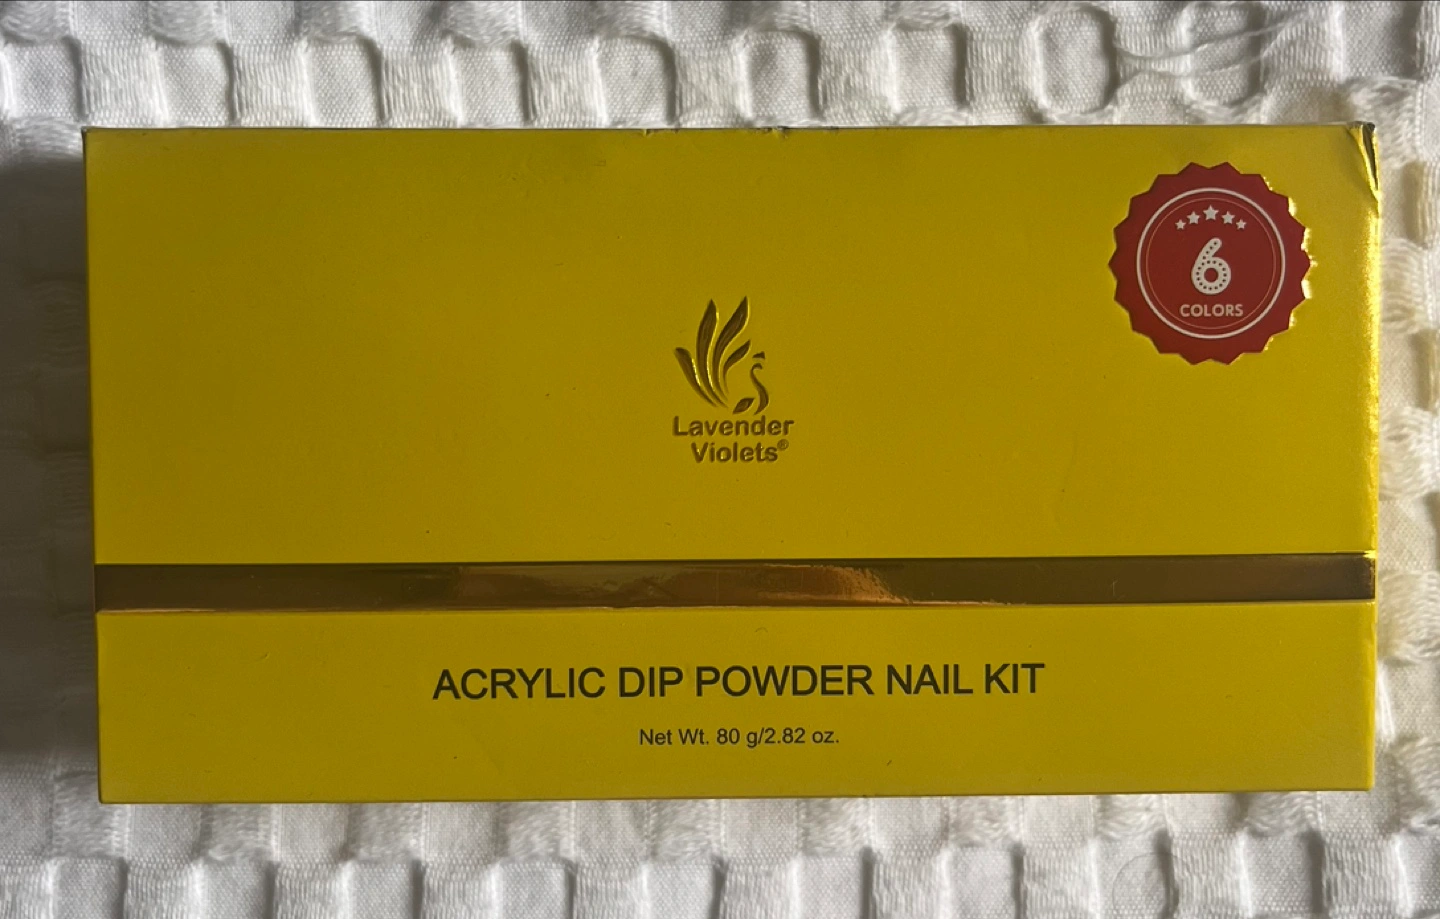 6
COLORS
Lavender
Violets®
ACRYLIC DIP POWDER NAIL KIT
Net Wt. 80 g/2.82 oz.